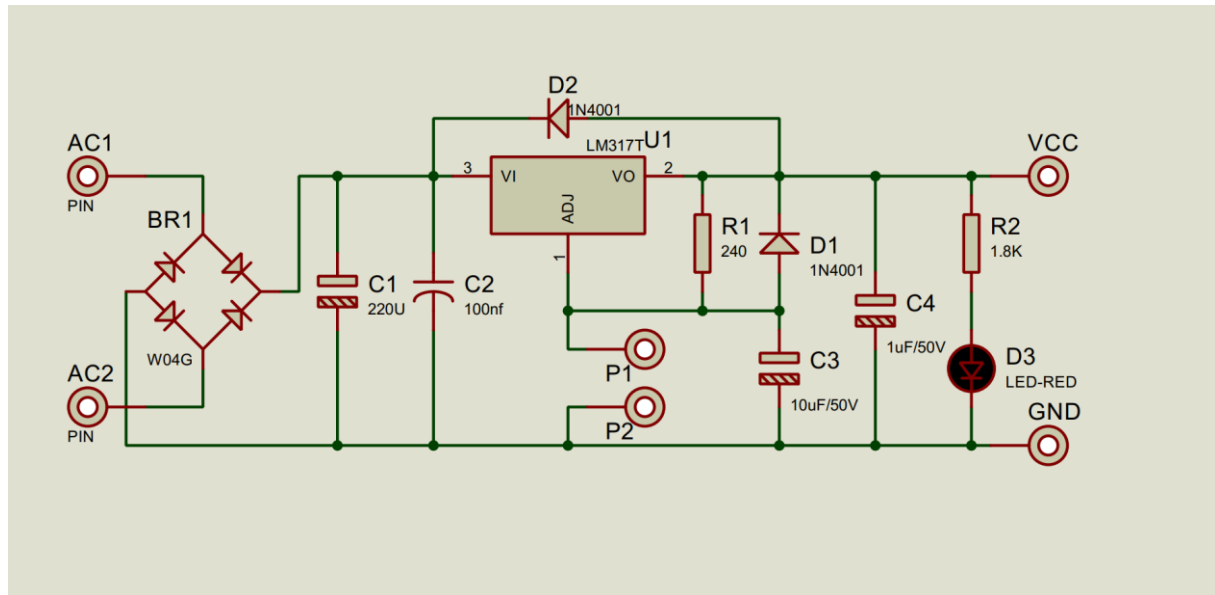 AC1
PIN
BR1
W04G
AC2
PIN
C1
220U
C2
100nf
D2
1N4001
LM317T
U1
3
VI
VO
2
ADJ
1
R1
240
D1
1N4001
P1
P2
C3
10uF/50V
C4
1uF/50V
R2
1.8K
D3
LED-RED
VCC
GND